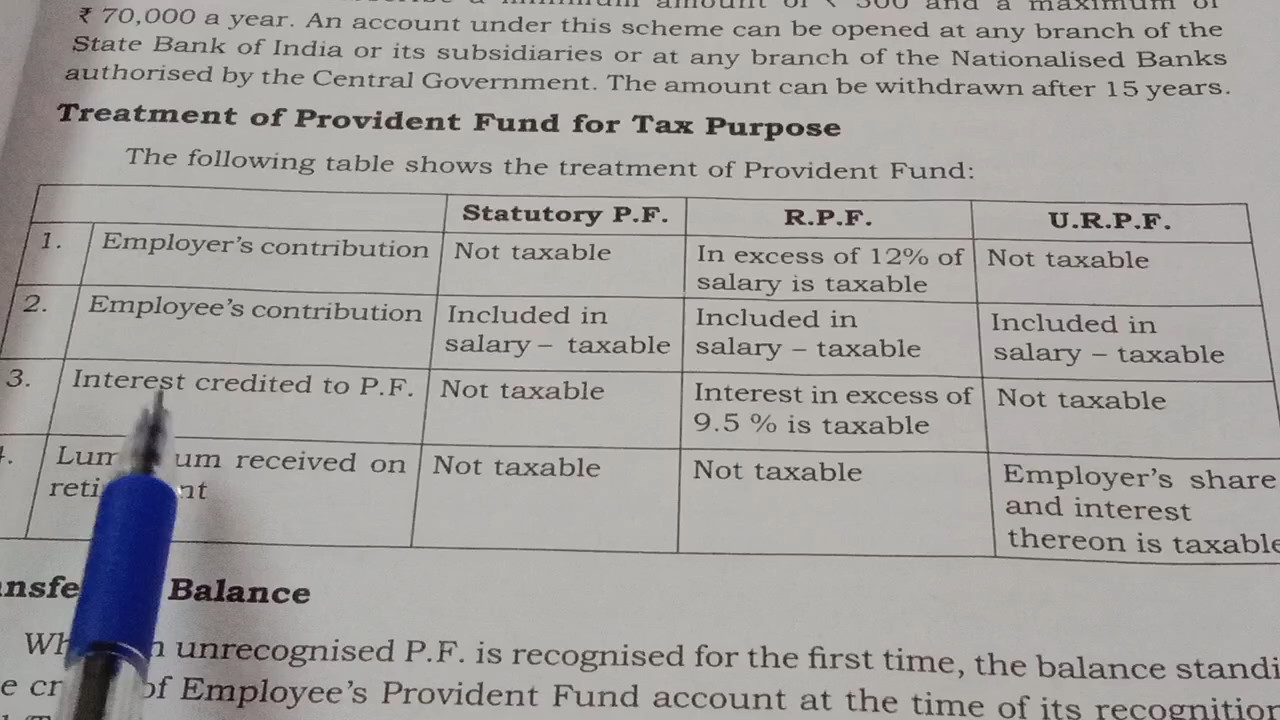 ₹ 70,000 a year. An account under this scheme can be opened at any branch of the
State Bank of India or its subsidiaries or at any branch of the Nationalised Banks
authorised by the Central Government. The amount can be withdrawn after 15 years.
Treatment of Provident Fund for Tax Purpose
The following table shows the treatment of Provident Fund:
Statutory P.F. R.P.F. U.R.P.F.
1. Employer's contribution Not taxable In excess of 12% of Not taxable
salary is taxable
2. Employee's contribution Included in Included in Included in
salary – taxable salary – taxable salary – taxable
3. Interest credited to P.F. Not taxable Interest in excess of Not taxable
9.5 % is taxable
received on Not taxable Not taxable Employer's share
and interest
thereon is taxable
Balance
unrecognised P.F. is recognised for the first time, the balance
of Employee's Provident Fund account at the time of its recognition